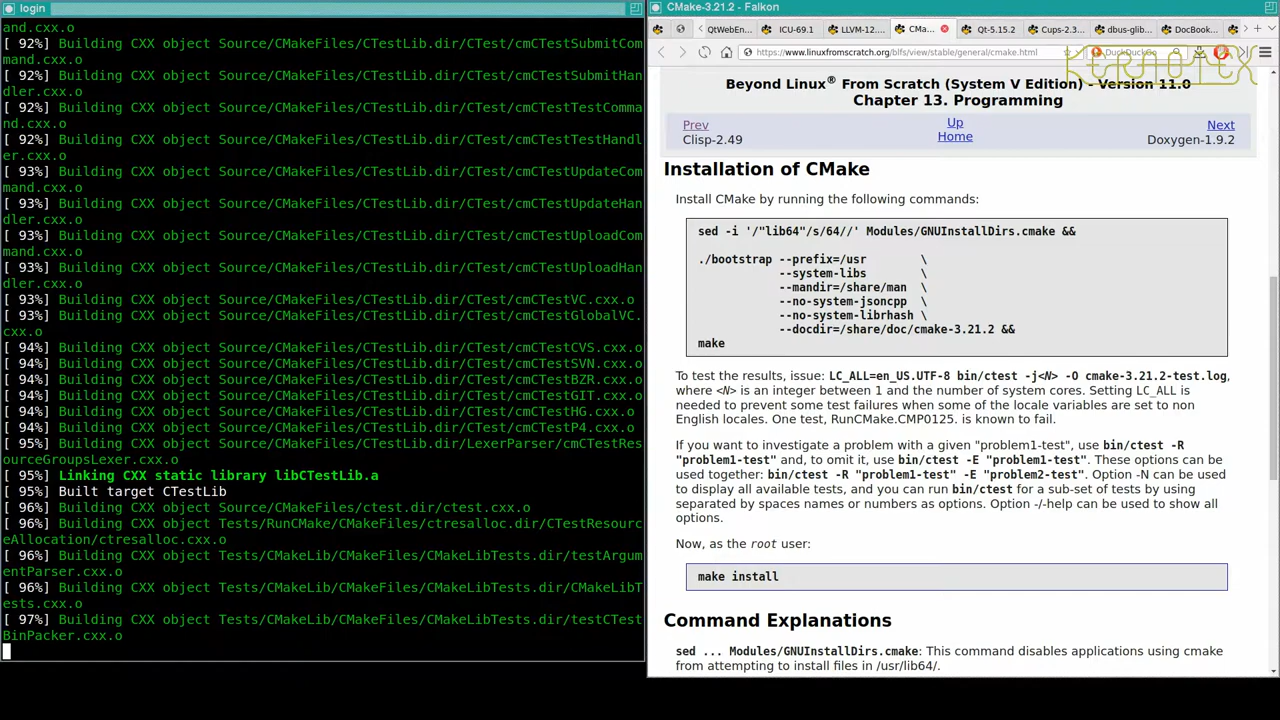 login
and.cxx.o
[ 92%] Building CXX object Source/CMakeFiles/CTestLib.dir/CTest/cmCTestSubmitCom
mand.cxx.o
[ 92%] Building CXX object Source/CMakeFiles/CTestLib.dir/CTest/cmCTestSubmitHan
dler.cxx.o
[ 92%] Building CXX object Source/CMakeFiles/CTestLib.dir/CTest/cmCTestTestComma
nd.cxx.o
[ 92%] Building CXX object Source/CMakeFiles/CTestLib.dir/CTest/cmCTestTestHandl
er.cxx.o
[ 93%] Building CXX object Source/CMakeFiles/CTestLib.dir/CTest/cmCTestUpdateCom
mand.cxx.o
[ 93%] Building CXX object Source/CMakeFiles/CTestLib.dir/CTest/cmCTestUpdateHan
dler.cxx.o
[ 93%] Building CXX object Source/CMakeFiles/CTestLib.dir/CTest/cmCTestUploadCom
mand.cxx.o
[ 93%] Building CXX object Source/CMakeFiles/CTestLib.dir/CTest/cmCTestUploadHan
dler.cxx.o
[ 93%] Building CXX object Source/CMakeFiles/CTestLib.dir/CTest/cmCTestVC.cxx.o
[ 93%] Building CXX object Source/CMakeFiles/CTestLib.dir/CTest/cmCTestGlobalVC.
cxx.o
[ 94%] Building CXX object Source/CMakeFiles/CTestLib.dir/CTest/cmCTestCVS.cxx.o
[ 94%] Building CXX object Source/CMakeFiles/CTestLib.dir/CTest/cmCTestSVN.cxx.o
[ 94%] Building CXX object Source/CMakeFiles/CTestLib.dir/CTest/cmCTestBZR.cxx.o
[ 94%] Building CXX object Source/CMakeFiles/CTestLib.dir/CTest/cmCTestGIT.cxx.o
[ 94%] Building CXX object Source/CMakeFiles/CTestLib.dir/CTest/cmCTestHG.cxx.o
[ 94%] Building CXX object Source/CMakeFiles/CTestLib.dir/CTest/cmCTestP4.cxx.o
[ 95%] Building CXX object Source/CMakeFiles/CTestLib.dir/LexerParser/cmCTestRes
ourceGroupsLexer.cxx.o
[ 95%] Linking CXX static library libCTestLib.a
[ 95%] Built target CTestLib
[ 96%] Building CXX object Source/CMakeFiles/ctest.dir/ctest.cxx.o
[ 96%] Building CXX object Tests/RunCMake/CMakeFiles/ctresalloc.dir/CTestResourc
eAllocation/ctresalloc.cxx.o
[ 96%] Building CXX object Tests/CMakeLib/CMakeFiles/CMakeLibTests.dir/testArgum
entParser.cxx.o
[ 96%] Building CXX object Tests/CMakeLib/CMakeFiles/CMakeLibTests.dir/CMakeLibT
ests.cxx.o
[ 97%] Building CXX object Tests/CMakeLib/CMakeFiles/CMakeLibTests.dir/testCTest
BinPacker.cxx.o
CMake-3.21.2 - Falkon
QtWebEn... ICU-69.1 LLVM-12.... CMa... Qt-5.15.2 Cups-2.3... dbus-glib... DocBook...
https://www.linuxfromscratch.org/blfs/view/stable/general/cmake.html DuckDuckGo
KERNOTEX
Beyond Linux® From Scratch (System V Edition) - Version 11.0
Chapter 13. Programming
Prev Up Next
Clisp-2.49 Home Doxygen-1.9.2
Installation of CMake
Install CMake by running the following commands:
sed -i '/"lib64"/s/64//' Modules/GNUInstallDirs.cmake &&
./bootstrap --prefix=/usr \
--system-libs \
--mandir=/share/man \
--no-system-jsoncpp \
--no-system-librhash \
--docdir=/share/doc/cmake-3.21.2 &&
make
To test the results, issue: LC_ALL=en_US.UTF-8 bin/ctest -j<N> -O cmake-3.21.2-test.log,
where <N> is an integer between 1 and the number of system cores. Setting LC_ALL is
needed to prevent some test failures when some of the locale variables are set to non
English locales. One test, RunCMake.CMP0125. is known to fail.
If you want to investigate a problem with a given "problem1-test", use bin/ctest -R
"problem1-test" and, to omit it, use bin/ctest -E "problem1-test". These options can be
used together: bin/ctest -R "problem1-test" -E "problem2-test". Option -N can be used
to display all available tests, and you can run bin/ctest for a sub-set of tests by using
separated by spaces names or numbers as options. Option -/-help can be used to show all
options.
Now, as the root user:
make install
Command Explanations
sed ... Modules/GNUInstallDirs.cmake: This command disables applications using cmake
from attempting to install files in /usr/lib64/.